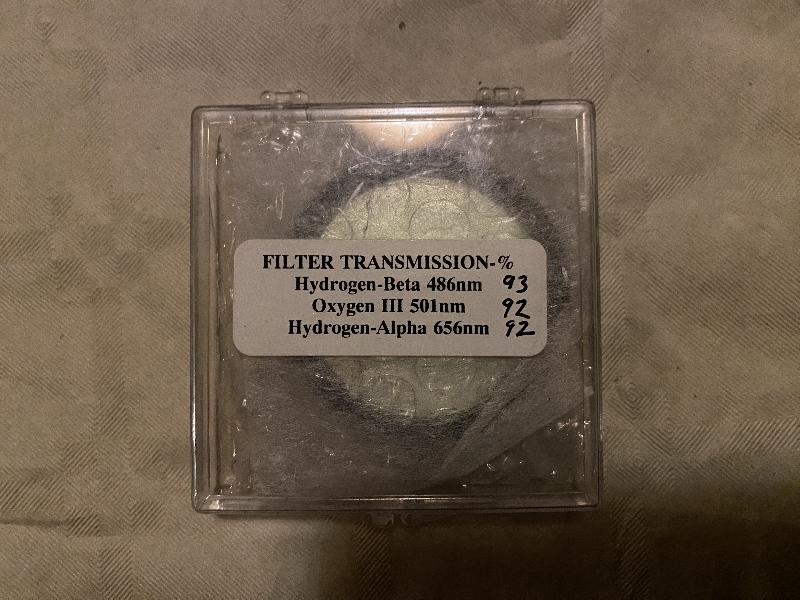 FILTER TRANSMISSION-%
Hydrogen-Beta 486nm 93
Oxygen III 501nm 92
Hydrogen-Alpha 656nm 92